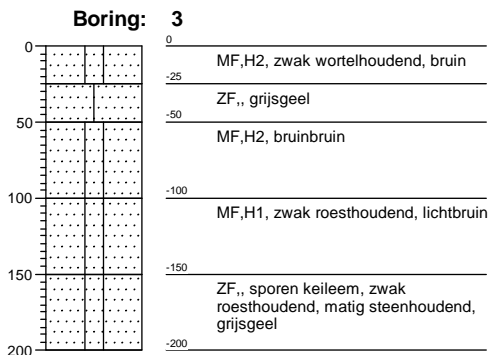 Boring: 3
0
0
MF,H2, zwak wortelhoudend, bruin
-25
ZF,, grijsgeel
-50
50
MF,H2, bruinbruin
-100
100
MF,H1, zwak roesthoudend, lichtbruin
-150
150
ZF,, sporen keileem, zwak
roesthoudend, matig steenhoudend,
grijsgeel
-200
200